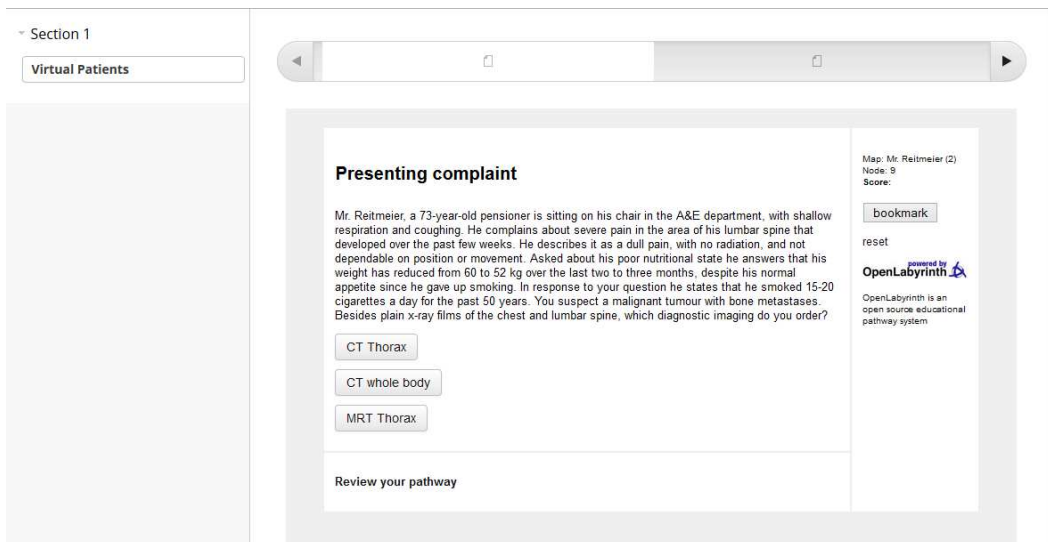 Section 1
Virtual Patients
Presenting complaint
Mr. Reitmeier, a 73-year-old pensioner is sitting on his chair in the A&E department, with shallow
respiration and coughing. He complains about severe pain in the area of his lumbar spine that
developed over the past few weeks. He describes it as a dull pain, with no radiation, and not
dependable on position or movement. Asked about his poor nutritional state he answers that his
weight has reduced from 60 to 52 kg over the last two to three months, despite his normal
appetite since he gave up smoking. In response to your question he states that he smoked 15-20
cigarettes a day for the past 50 years. You suspect a malignant tumour with bone metastases.
Besides plain x-ray films of the chest and lumbar spine, which diagnostic imaging do you order?
CT Thorax
CT whole body
MRT Thorax
Review your pathway
Map: Mr. Reitmeier (2)
Node: 9
Score:
bookmark
reset
powered by
OpenLabyrinth
OpenLabyrinth is an
open source educational
pathway system